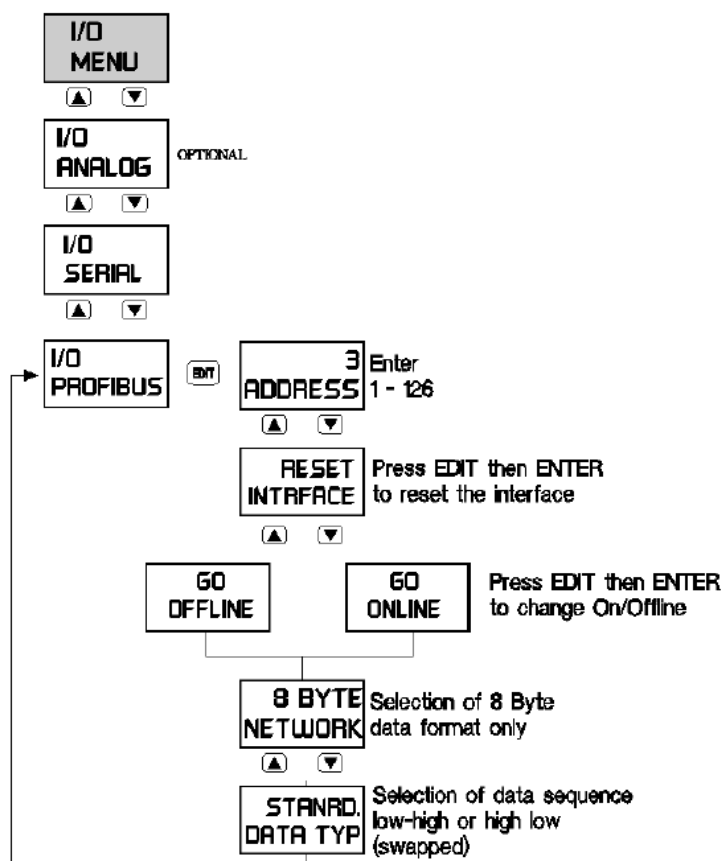 I/O
MENU
I/O
ANALOG
OPTIONAL
I/O
SERIAL
I/O
PROFIBUS
EDIT
3
ADDRESS
Enter
1 - 126
RESET
INTRFACE
Press EDIT then ENTER
to reset the interface
GO
OFFLINE
GO
ONLINE
Press EDIT then ENTER
to change On/Offline
8 BYTE
NETWORK
Selection of 8 Byte
data format only
STANRD.
DATA TYP
Selection of data sequence
low-high or high low
(swapped)